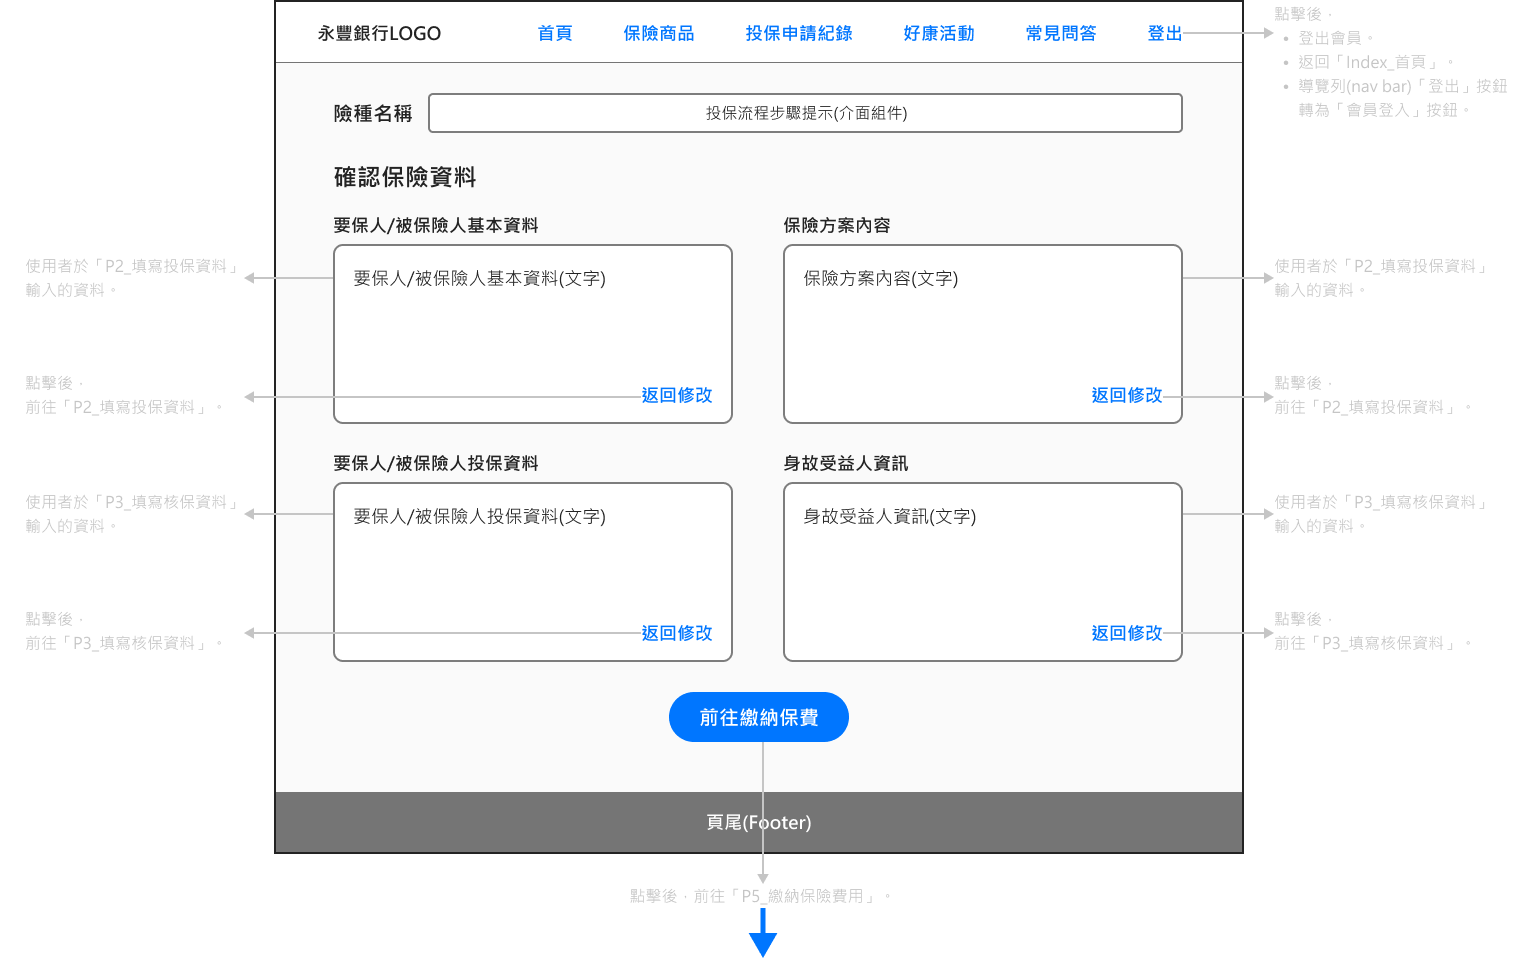 永豐銀行LOGO
首頁
保險商品
投保申請紀錄
好康活動
常見問答
登出
點擊後，
• 登出會員。
• 返回「Index_首頁」。
• 導覽列(nav bar)「登出」按鈕
轉為「會員登入」按鈕。
險種名稱
投保流程步驟提示(介面組件)
確認保險資料
要保人/被保險人基本資料
保險方案內容
使用者於「P2_填寫投保資料」
輸入的資料。
要保人/被保險人基本資料(文字)
保險方案內容(文字)
使用者於「P2_填寫投保資料」
輸入的資料。
點擊後，
前往「P2_填寫投保資料」。
返回修改
返回修改
點擊後，
前往「P2_填寫投保資料」。
要保人/被保險人投保資料
身故受益人資訊
使用者於「P3_填寫核保資料」
輸入的資料。
要保人/被保險人投保資料(文字)
身故受益人資訊(文字)
使用者於「P3_填寫核保資料」
輸入的資料。
點擊後，
前往「P3_填寫核保資料」。
返回修改
返回修改
點擊後，
前往「P3_填寫核保資料」。
前往繳納保費
頁尾(Footer)
點擊後，前往「P5_繳納保險費用」。